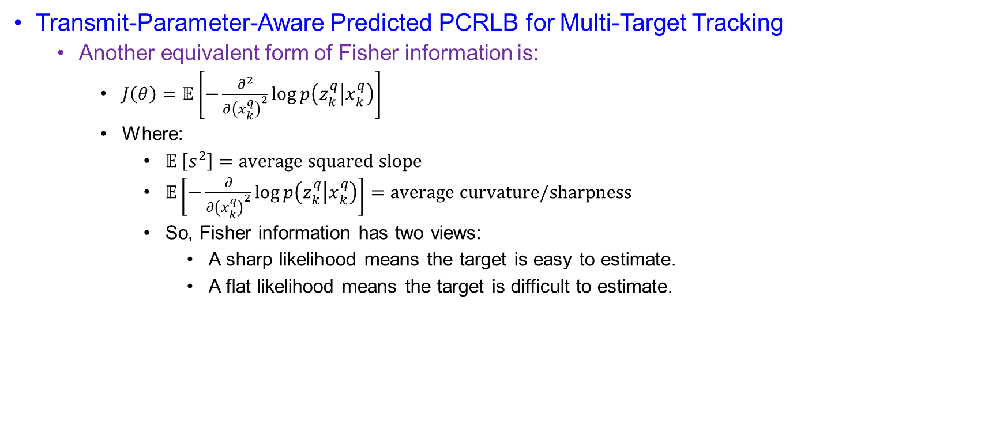 • Transmit-Parameter-Aware Predicted PCRLB for Multi-Target Tracking
• Another equivalent form of Fisher information is:
• J(θ) = 𝔼[−∂²/∂(x_k^q)² log p(z_k^q|x_k^q)]
• Where:
• 𝔼 [s²] = average squared slope
• 𝔼[−∂/∂(x_k^q)² log p(z_k^q|x_k^q)] = average curvature/sharpness
• So, Fisher information has two views:
• A sharp likelihood means the target is easy to estimate.
• A flat likelihood means the target is difficult to estimate.